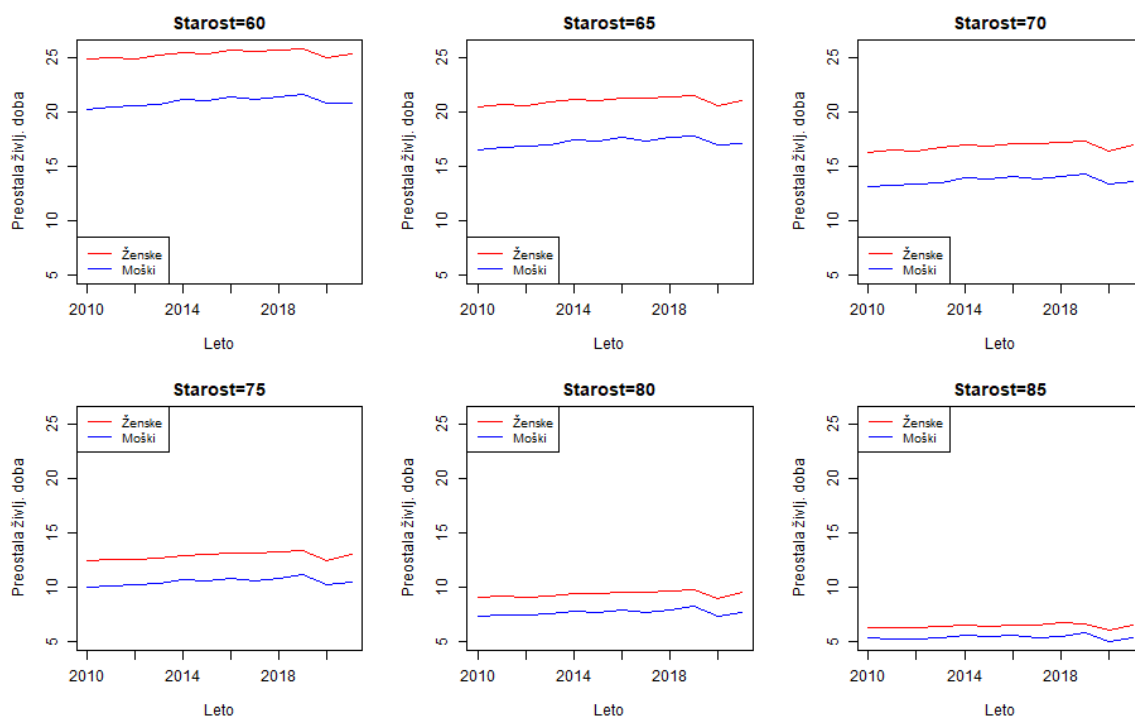 Starost=60
Preostala življ. doba
25
20
15
10
5
Ženske
Moški
2010
2014
2018
Leto
Starost=65
Preostala življ. doba
25
20
15
10
5
Ženske
Moški
2010
2014
2018
Leto
Starost=70
Preostala življ. doba
25
20
15
10
5
Ženske
Moški
2010
2014
2018
Leto
Starost=75
Preostala življ. doba
25
20
15
10
5
Ženske
Moški
2010
2014
2018
Leto
Starost=80
Preostala življ. doba
25
20
15
10
5
Ženske
Moški
2010
2014
2018
Leto
Starost=85
Preostala življ. doba
25
20
15
10
5
Ženske
Moški
2010
2014
2018
Leto